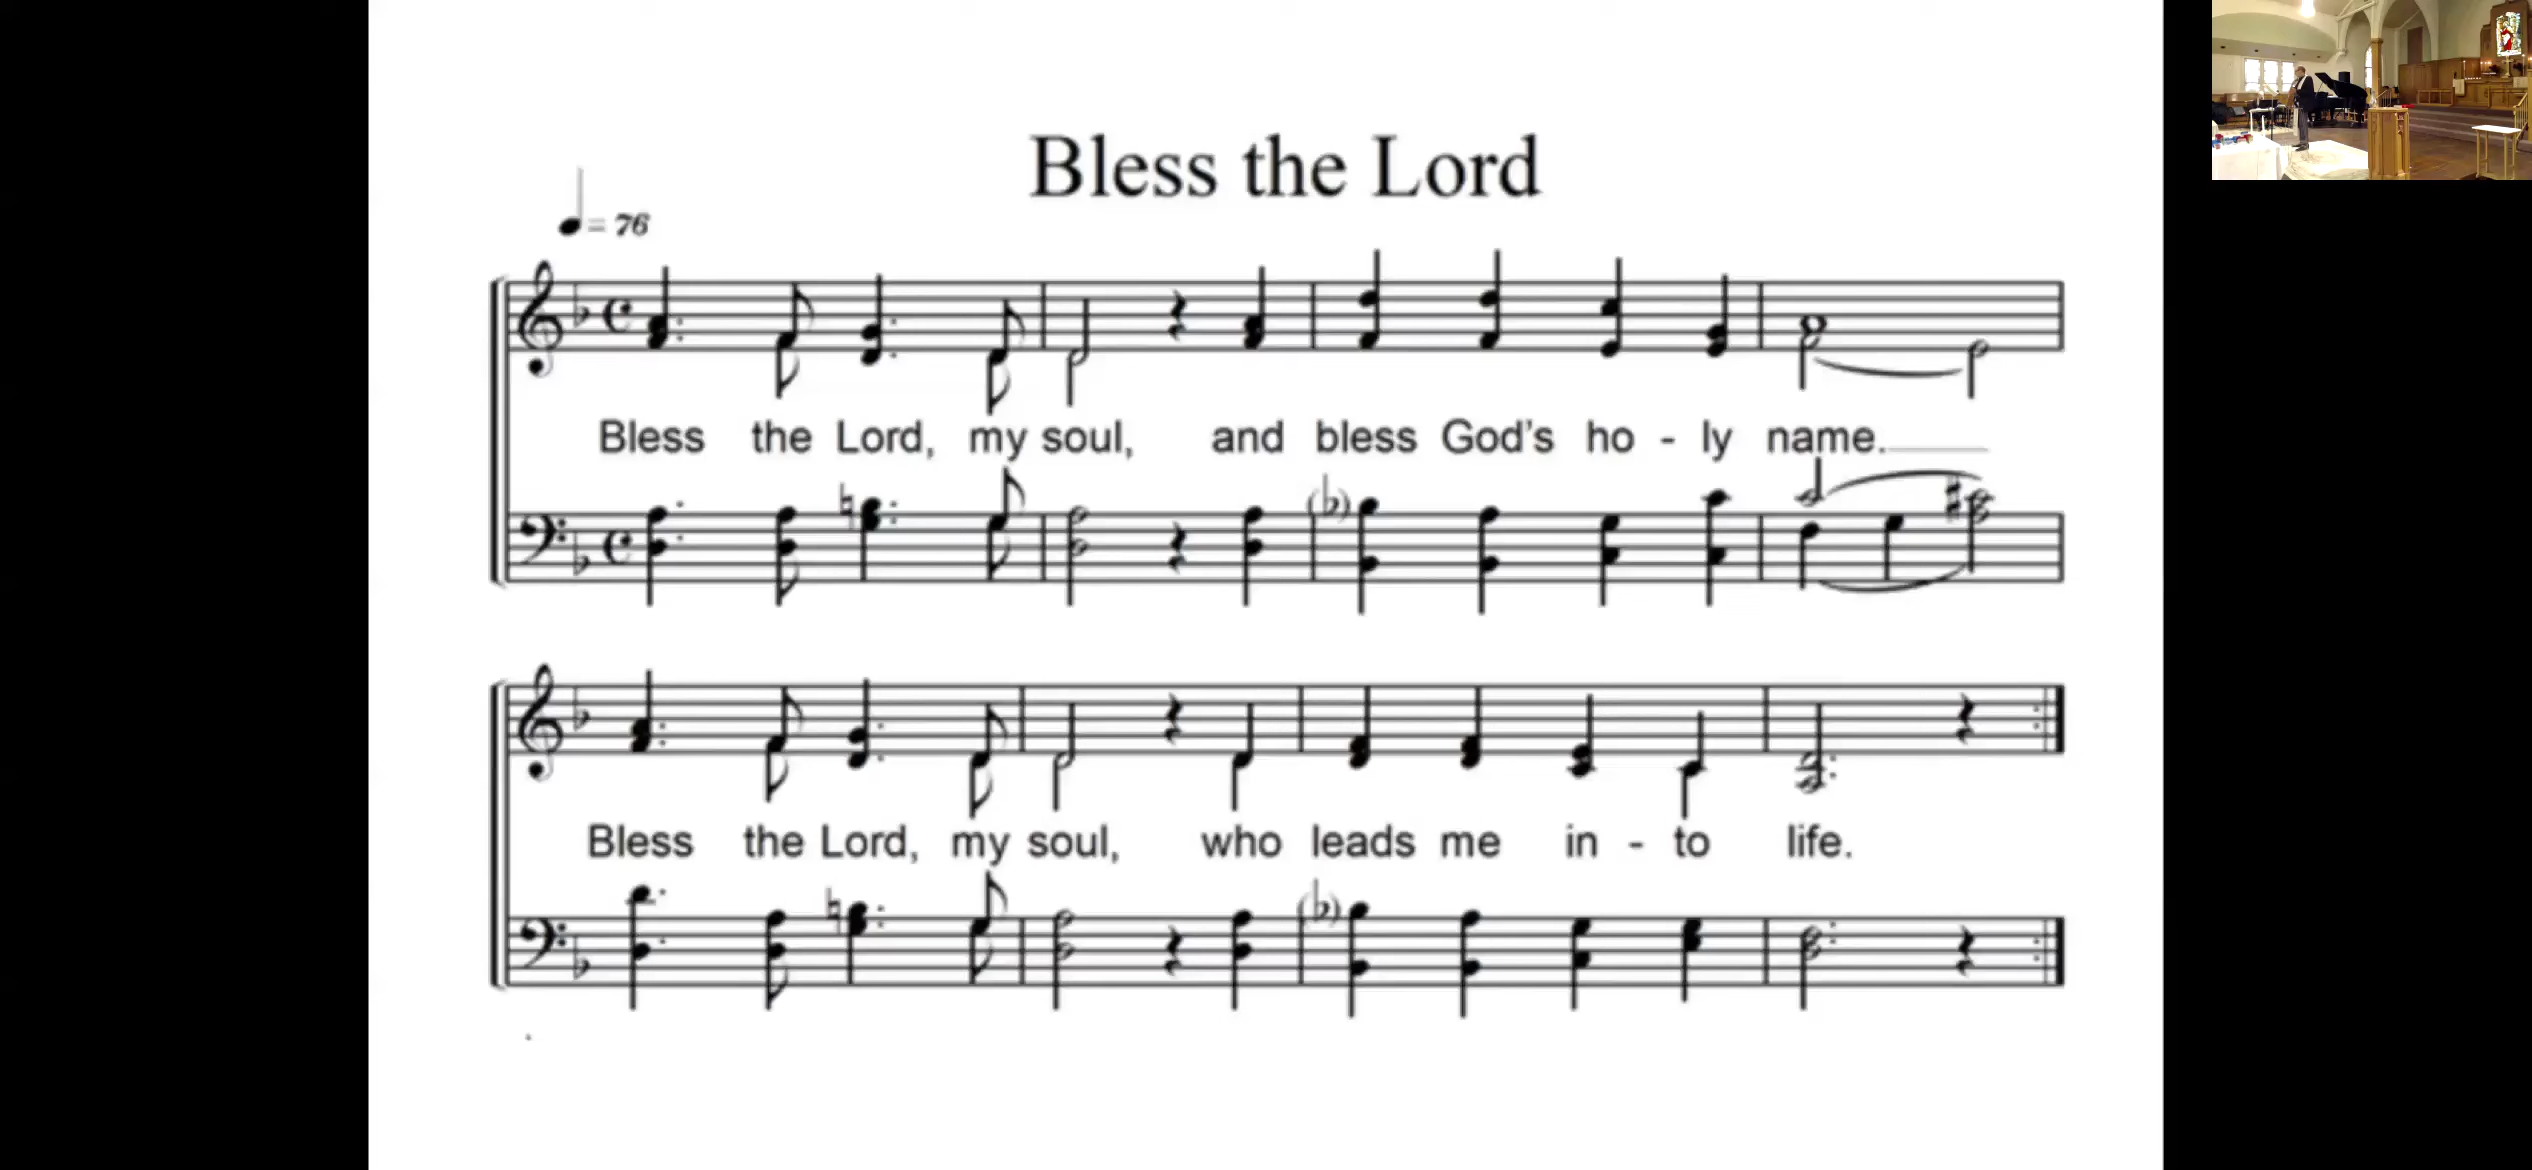 Bless the Lord
= 76
Bless the Lord, my soul, and bless God's ho - ly name.
Bless the Lord, my soul, who leads me in - to life.